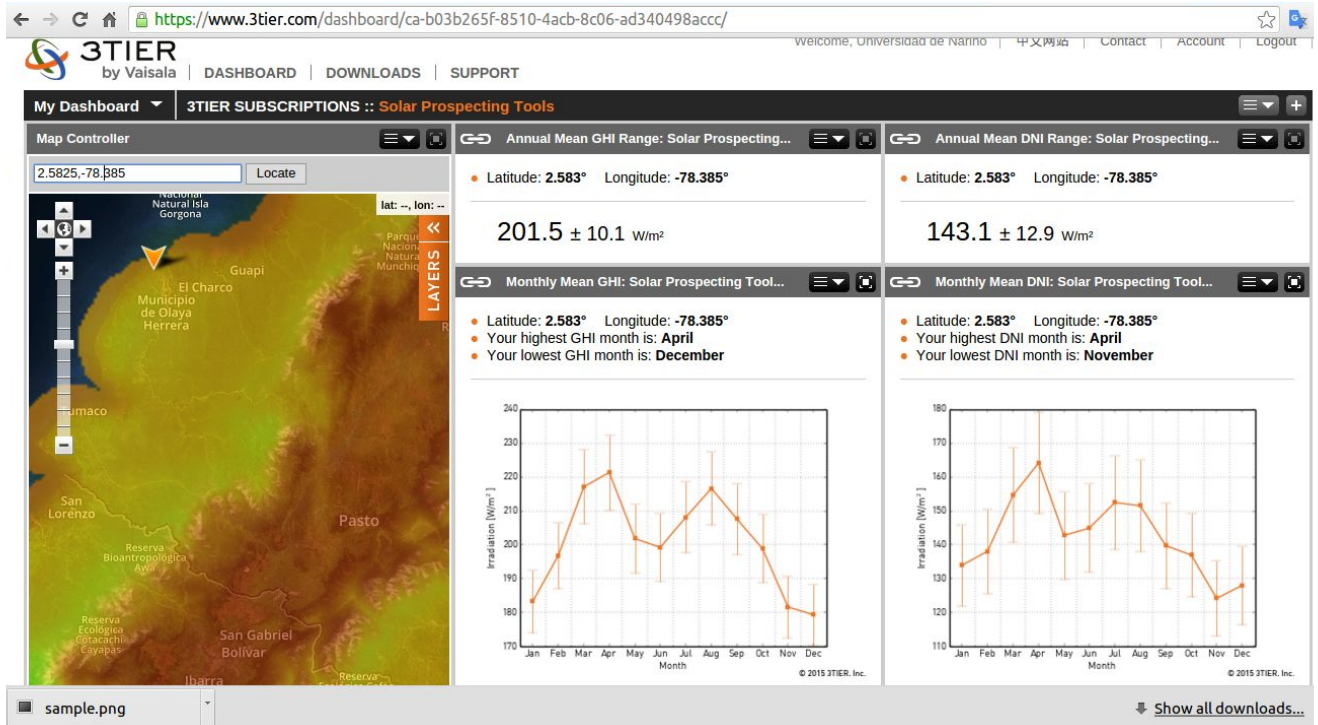 https://www.3tier.com/dashboard/ca-b03b265f-8510-4acb-8c06-ad340498accc/
3TIER
by Vaisala | DASHBOARD | DOWNLOADS | SUPPORT
Welcome, Universidad de Nariño | 中文网站 | Contact | Account | Logout
My Dashboard 3TIER SUBSCRIPTIONS :: Solar Prospecting Tools
Map Controller
2.5825,-78.385 Locate
lat: --, lon: --
LAYERS
Nacional
Natural Isla
Gorgona
Guapi
El Charco
Municipio
de Olaya
Herrera
Tumaco
San
Lorenzo
Pasto
Reserva
Bioantropológica
Awa
Reserva
Ecológica
Cotacachi
Cayapas
San Gabriel
Bolívar
Ibarra
Reserva
Annual Mean GHI Range: Solar Prospecting...
Latitude: 2.583° Longitude: -78.385°
201.5 ± 10.1 W/m²
Annual Mean DNI Range: Solar Prospecting...
Latitude: 2.583° Longitude: -78.385°
143.1 ± 12.9 W/m²
Monthly Mean GHI: Solar Prospecting Tool...
Latitude: 2.583° Longitude: -78.385°
Your highest GHI month is: April
Your lowest GHI month is: December
240
230
220
210
200
190
180
170
Irradiation [W/m²]
Jan Feb Mar Apr May Jun Jul Aug Sep Oct Nov Dec
Month
© 2015 3TIER. Inc.
Monthly Mean DNI: Solar Prospecting Tool...
Latitude: 2.583° Longitude: -78.385°
Your highest DNI month is: April
Your lowest DNI month is: November
180
170
160
150
140
130
120
110
Irradiation [W/m²]
Jan Feb Mar Apr May Jun Jul Aug Sep Oct Nov Dec
Month
© 2015 3TIER. Inc.
sample.png
Show all downloads...